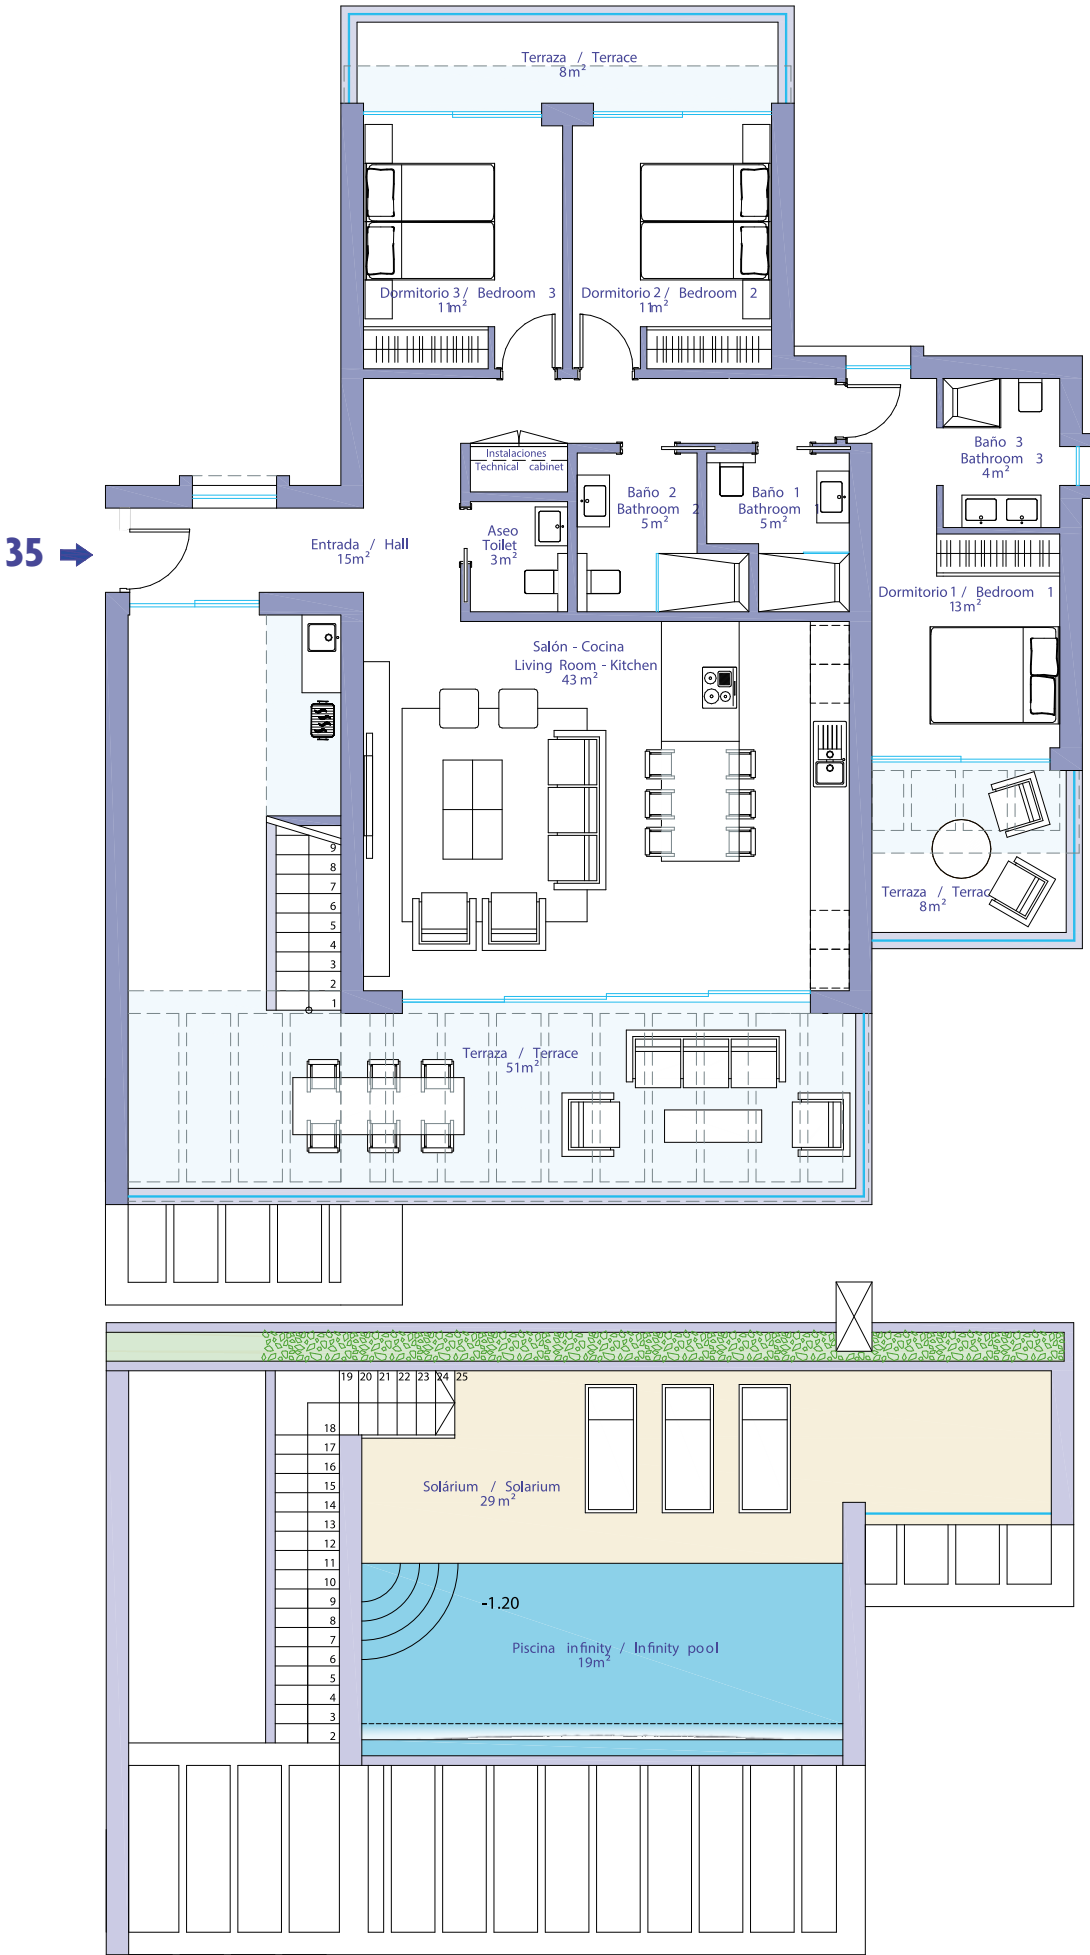 Terraza / Terrace
8m²
Dormitorio 3 / Bedroom 3
11m²
Dormitorio 2 / Bedroom 2
11m²
Baño 3
Bathroom 3
4m²
Instalaciones
Technical cabinet
Baño 2
Bathroom 2
5m²
Baño 1
Bathroom 1
5m²
Aseo
Toilet
3m²
35
Entrada / Hall
15m²
Dormitorio 1 / Bedroom 1
13m²
Salón - Cocina
Living Room - Kitchen
43 m²
9
8
7
6
5
4
3
2
1
Terraza / Terrac
8m²
Terraza / Terrace
51m²
19 20 21 22 23 24 25
18
17
16
15
14
13
12
11
10
9
8
7
6
5
4
3
2
Solárium / Solarium
29 m²
-1.20
Piscina infinity / Infinity pool
19m²